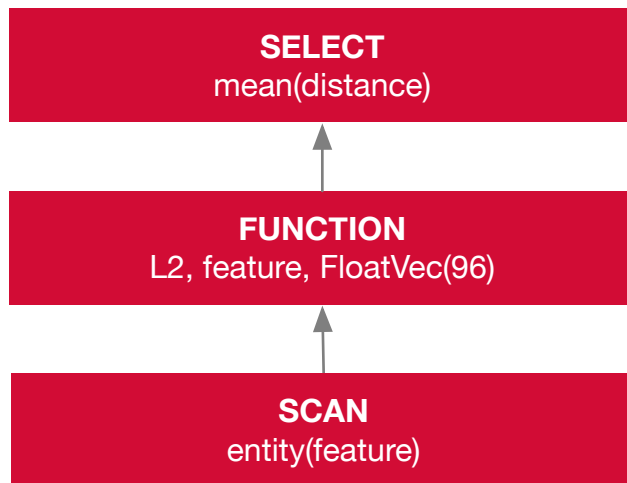 SELECT
mean(distance)
FUNCTION
L2, feature, FloatVec(96)
SCAN
entity(feature)